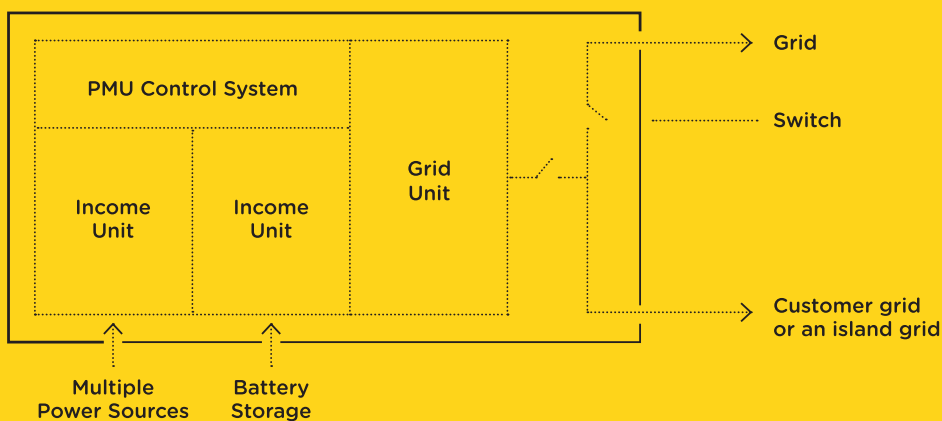 Grid
PMU Control System
Switch
Grid
Unit
Income
Unit
Income
Unit
Customer grid
or an island grid
Multiple
Power Sources
Battery
Storage